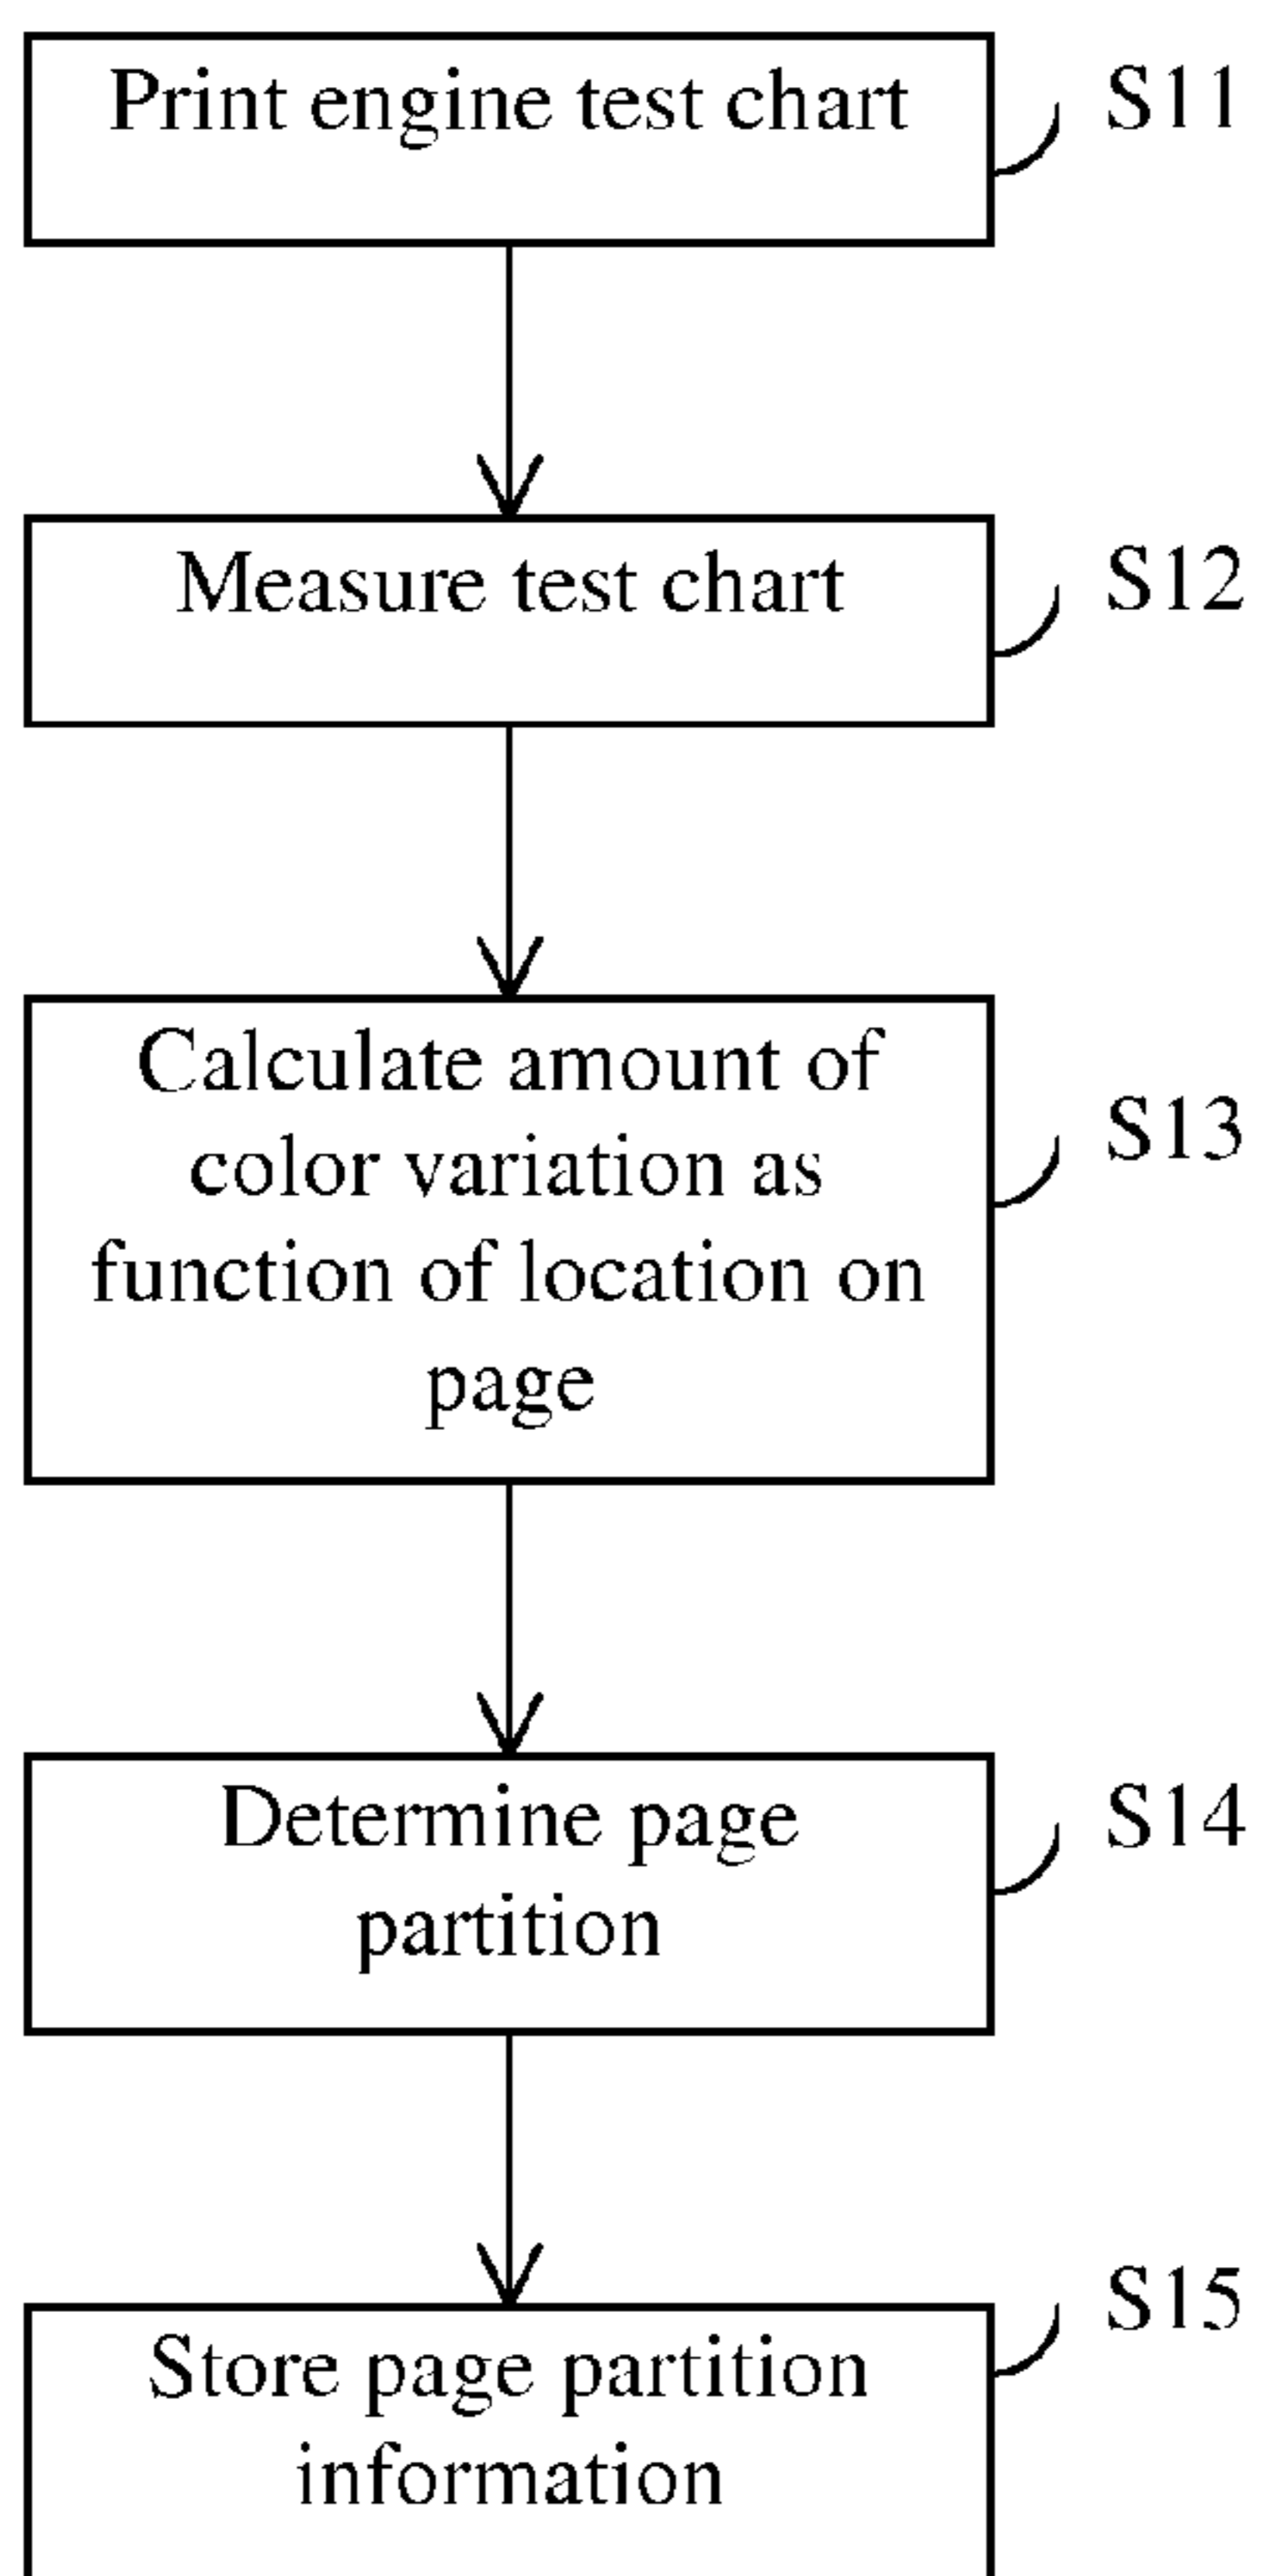 Print engine test chart
S11
Measure test chart
S12
Calculate amount of
color variation as
function of location on
page
S13
Determine page
partition
S14
Store page partition
information
S15